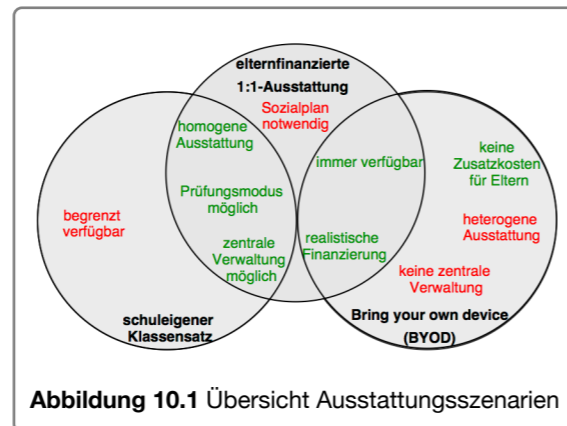 elternfinanzierte
1:1-Ausstattung
Sozialplan
notwendig
homogene
Ausstattung
immer verfügbar
keine
Zusatzkosten
für Eltern
Prüfungsmodus
möglich
begrenzt
verfügbar
heterogene
Ausstattung
zentrale
Verwaltung
möglich
realistische
Finanzierung
keine zentrale
Verwaltung
schuleigener
Klassensatz
Bring your own device
(BYOD)
Abbildung 10.1 Übersicht Ausstattungsszenarien